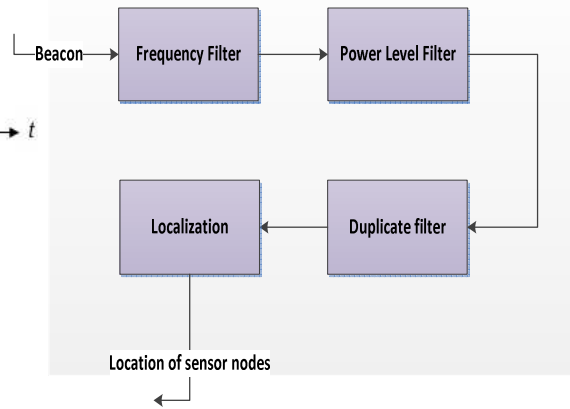 Beacon
Frequency Filter
Power Level Filter
t
Localization
Duplicate filter
Location of sensor nodes